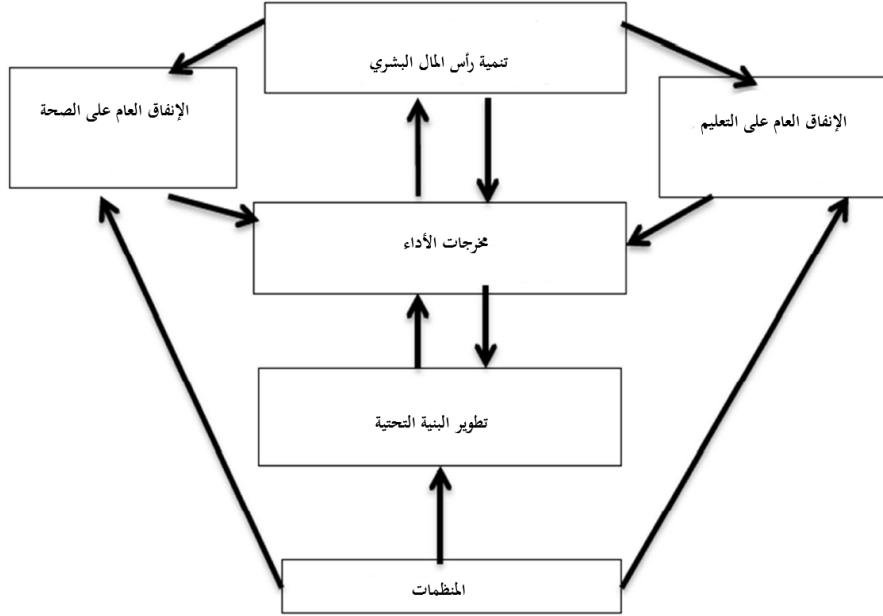 تنمية رأس المال البشري
الإنفاق العام على التعليم
الإنفاق العام على الصحة
مخرجات الأداء
تطوير البنية التحتية
المنظمات